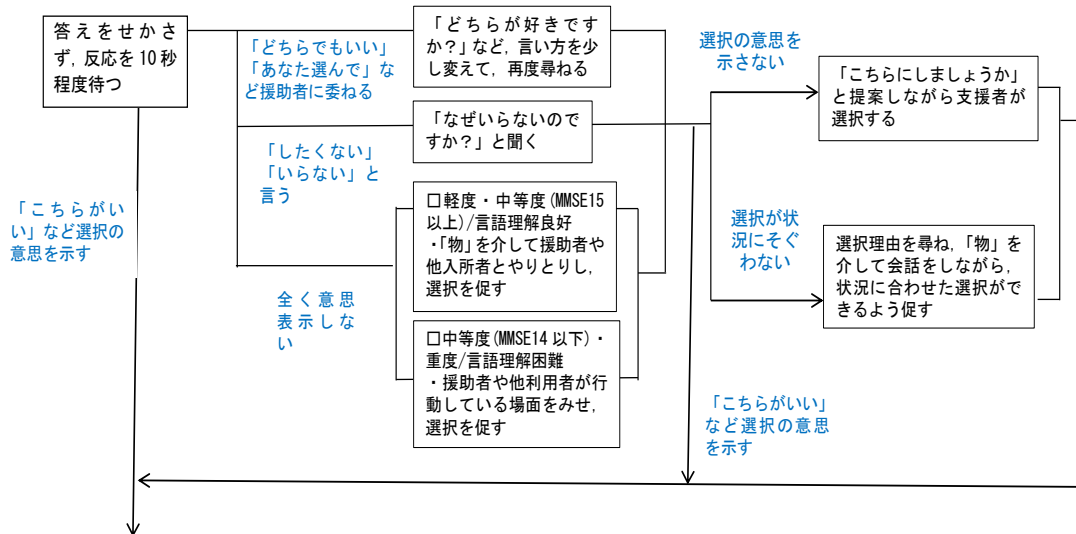 答えをせかさ
ず，反応を10秒
程度待つ
「こちらがい
い」など選択の
意思を示す
「どちらでもいい」
「あなた選んで」な
ど援助者に委ねる
「したくない」
「いらない」と
言う
全く意思
表示しな
い
「どちらが好きです
か？」など，言い方を少
し変えて，再度尋ねる
「なぜいらないので
すか？」と聞く
□軽度・中等度(MMSE15
以上)/言語理解良好
・「物」を介して援助者や
他入所者とやりとりし，
選択を促す
□中等度(MMSE14 以下)・
重度/言語理解困難
・援助者や他利用者が行
動している場面をみせ，
選択を促す
選択の意思を
示さない
選択が状
況にそぐ
わない
「こちらがいい」
など選択の意思
を示す
「こちらにしましょうか」
と提案しながら支援者が
選択する
選択理由を尋ね，「物」を
介して会話をしながら，
状況に合わせた選択がで
きるよう促す